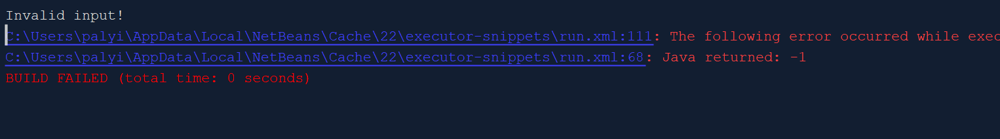 Invalid input!
C:\Users\palyi\AppData\Local\NetBeans\Cache\22\executor-snippets\run.xml:111: The following error occurred while exec
C:\Users\palyi\AppData\Local\NetBeans\Cache\22\executor-snippets\run.xml:68: Java returned: -1
BUILD FAILED (total time: 0 seconds)